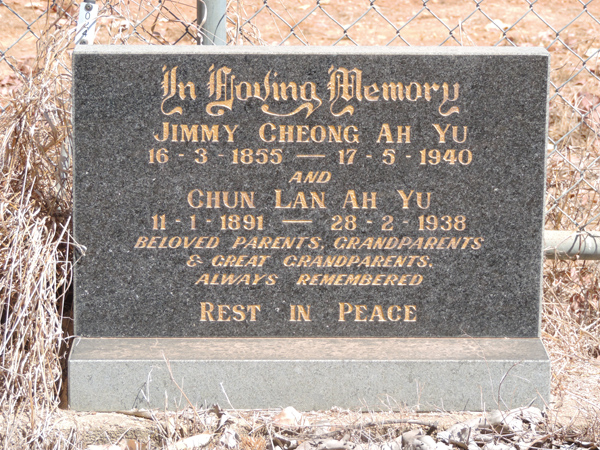 In Loving Memory
JIMMY CHEONG AH YU
16 - 3 - 1855 — 17 - 5 - 1940
AND
CHUN LAN AH YU
11 - 1 - 1891 — 28 - 2 - 1938
BELOVED PARENTS, GRANDPARENTS
& GREAT GRANDPARENTS,
ALWAYS REMEMBERED
REST IN PEACE